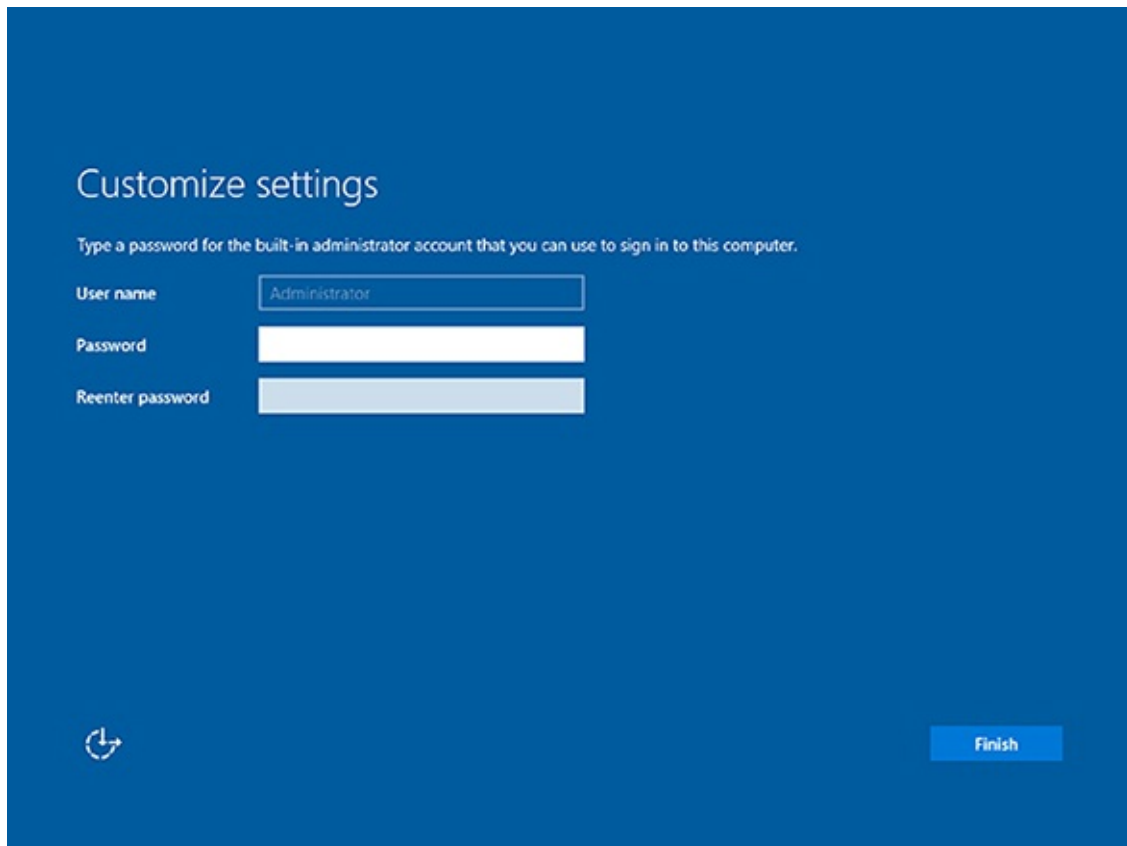 Customize settings
Type a password for the built-in administrator account that you can use to sign in to this computer.
User name
Administrator
Password
Reenter password
Finish